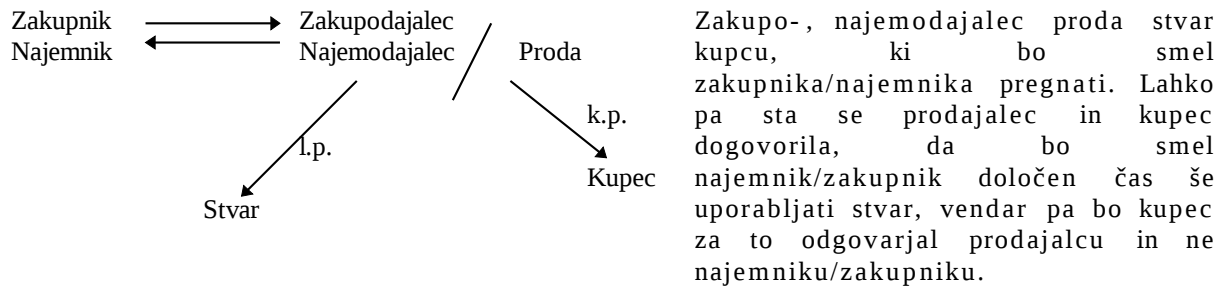 Zakupnik Zakupodajalec
Najemnik Najemodajalec Proda
k.p.
l.p.
Kupec
Stvar
Zakupo-, najemodajalec proda stvar
kupcu, ki bo smel
zakupnika/najemnika pregnati. Lahko
pa sta se prodajalec in kupec
dogovorila, da bo smel
najemnik/zakupnik določen čas še
uporabljati stvar, vendar pa bo kupec
za to odgovarjal prodajalcu in ne
najemniku/zakupniku.